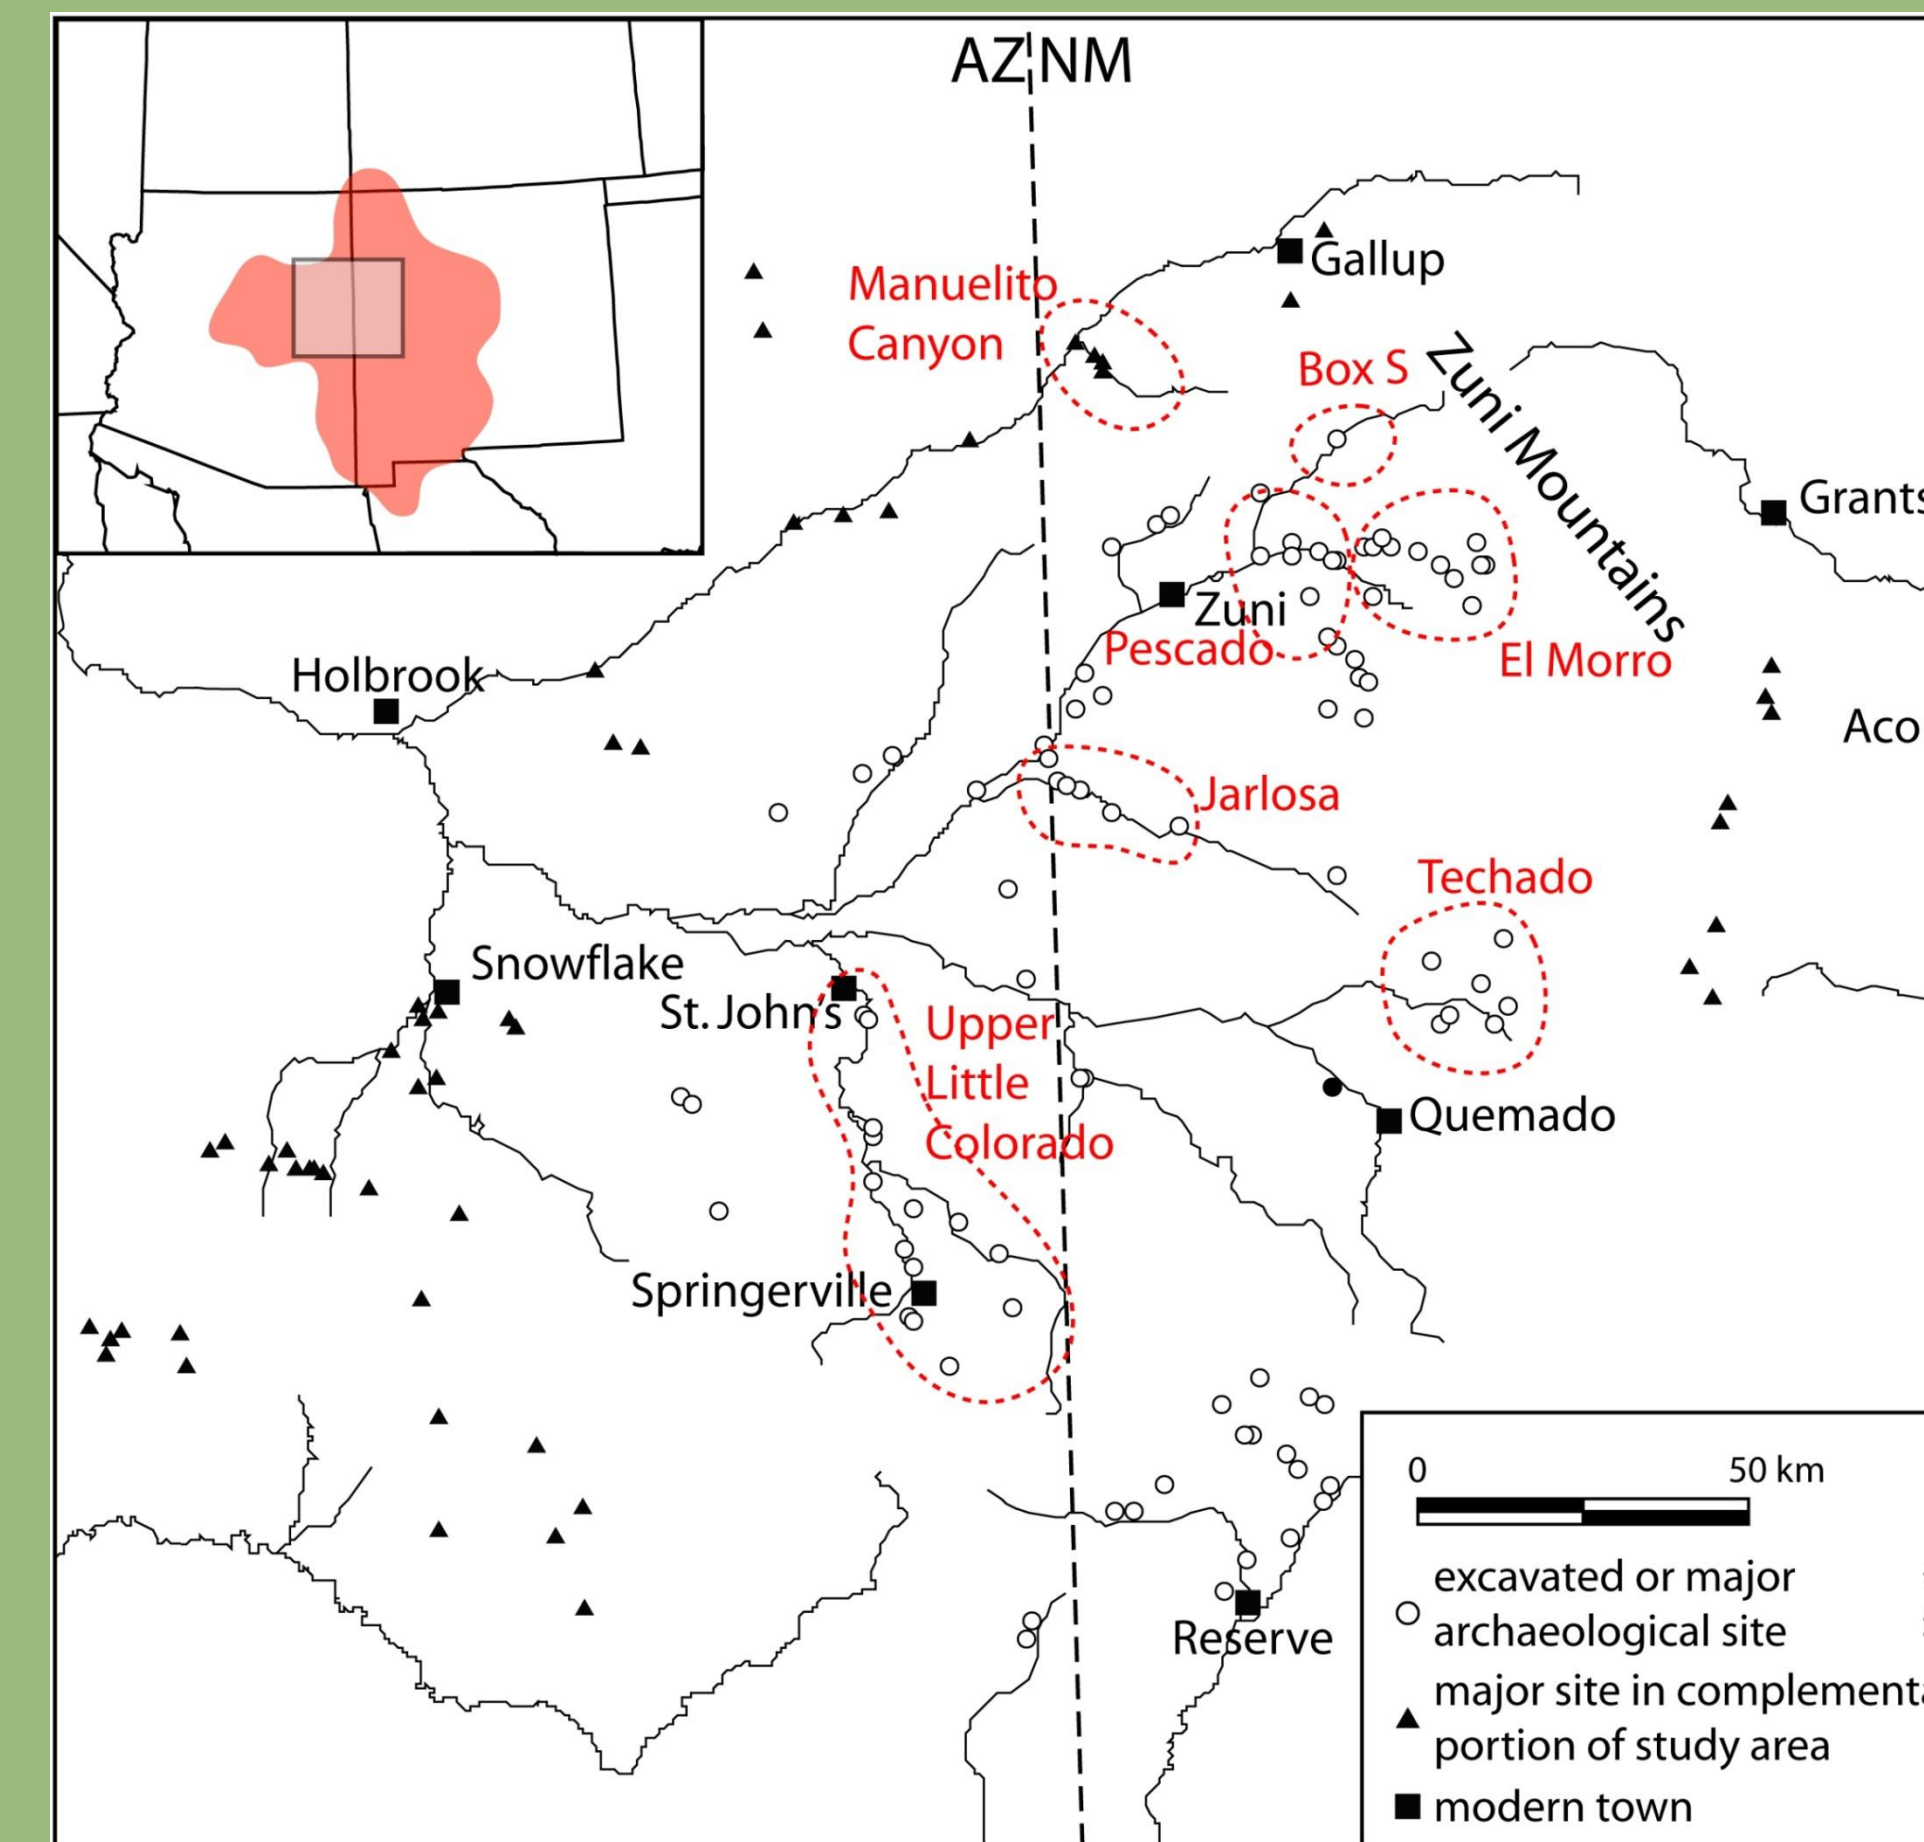 AZ NM
Gallup
Manuelito
Canyon
Box S
Zuni Mountains
Grants
Zuni
Pescado
El Morro
Holbrook
Aco
Jarlosa
Techado
Snowflake
St. John's
Upper
Little
Colorado
Quemado
Springerville
0 50 km
excavated or major
archaeological site
Reserve
major site in complementa
portion of study area
modern town